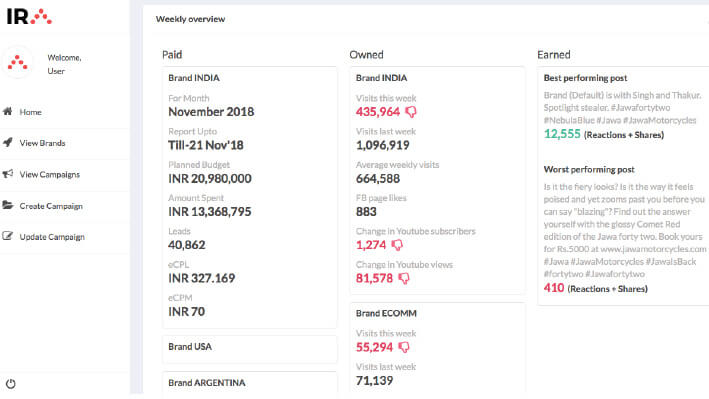 IRA
Welcome,
User
Home
View Brands
View Campaigns
Create Campaign
Update Campaign
Weekly overview
Paid
Brand INDIA
For Month
November 2018
Report Upto
Till-21 Nov'18
Planned Budget
INR 20,980,000
Amount Spent
INR 13,368,795
Leads
40,862
eCPL
INR 327.169
eCPM
INR 70
Brand USA
Brand ARGENTINA
Owned
Brand INDIA
Visits this week
435,964
Visits last week
1,096,919
Average weekly visits
664,588
FB page likes
883
Change in Youtube subscribers
1,274
Change in Youtube views
81,578
Brand ECOMM
Visits this week
55,294
Visits last week
71,139
Earned
Best performing post
Brand (Default) is with Singh and Thakur.
Spotlight stealer. #Jawafortytwo
#NebulaBlue #Jawa #JawaMotorcycles
12,555 (Reactions + Shares)
Worst performing post
Is it the fiery looks? Is it the way it feels
poised and yet zooms past you before you
can say "blazing"? Find out the answer
yourself with the glossy Comet Red
edition of the Jawa forty two. Book yours
for Rs.5000 at www.jawamotorcycles.com
#Jawa #JawaMotorcycles #JawaIsBack
#fortytwo #Jawafortytwo
410 (Reactions + Shares)